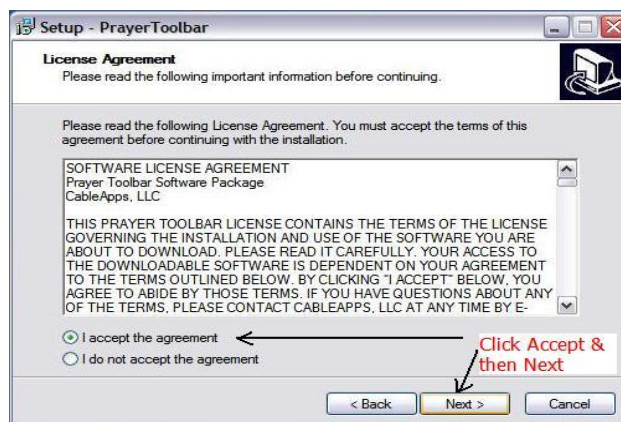 Setup - PrayerToolbar
License Agreement
Please read the following important information before continuing.
Please read the following License Agreement. You must accept the terms of this
agreement before continuing with the installation.
SOFTWARE LICENSE AGREEMENT
Prayer Toolbar Software Package
CableApps, LLC
THIS PRAYER TOOLBAR LICENSE CONTAINS THE TERMS OF THE LICENSE
GOVERNING THE INSTALLATION AND USE OF THE SOFTWARE YOU ARE
ABOUT TO DOWNLOAD. PLEASE READ IT CAREFULLY. YOUR ACCESS TO
THE DOWNLOADABLE SOFTWARE IS DEPENDENT ON YOUR AGREEMENT
TO THE TERMS OUTLINED BELOW. BY CLICKING "I ACCEPT" BELOW, YOU
AGREE TO ABIDE BY THOSE TERMS. IF YOU HAVE QUESTIONS ABOUT ANY
OF THE TERMS, PLEASE CONTACT CABLEAPPS, LLC AT ANY TIME BY E-
I accept the agreement
I do not accept the agreement
Click Accept &
then Next
< Back
Next >
Cancel